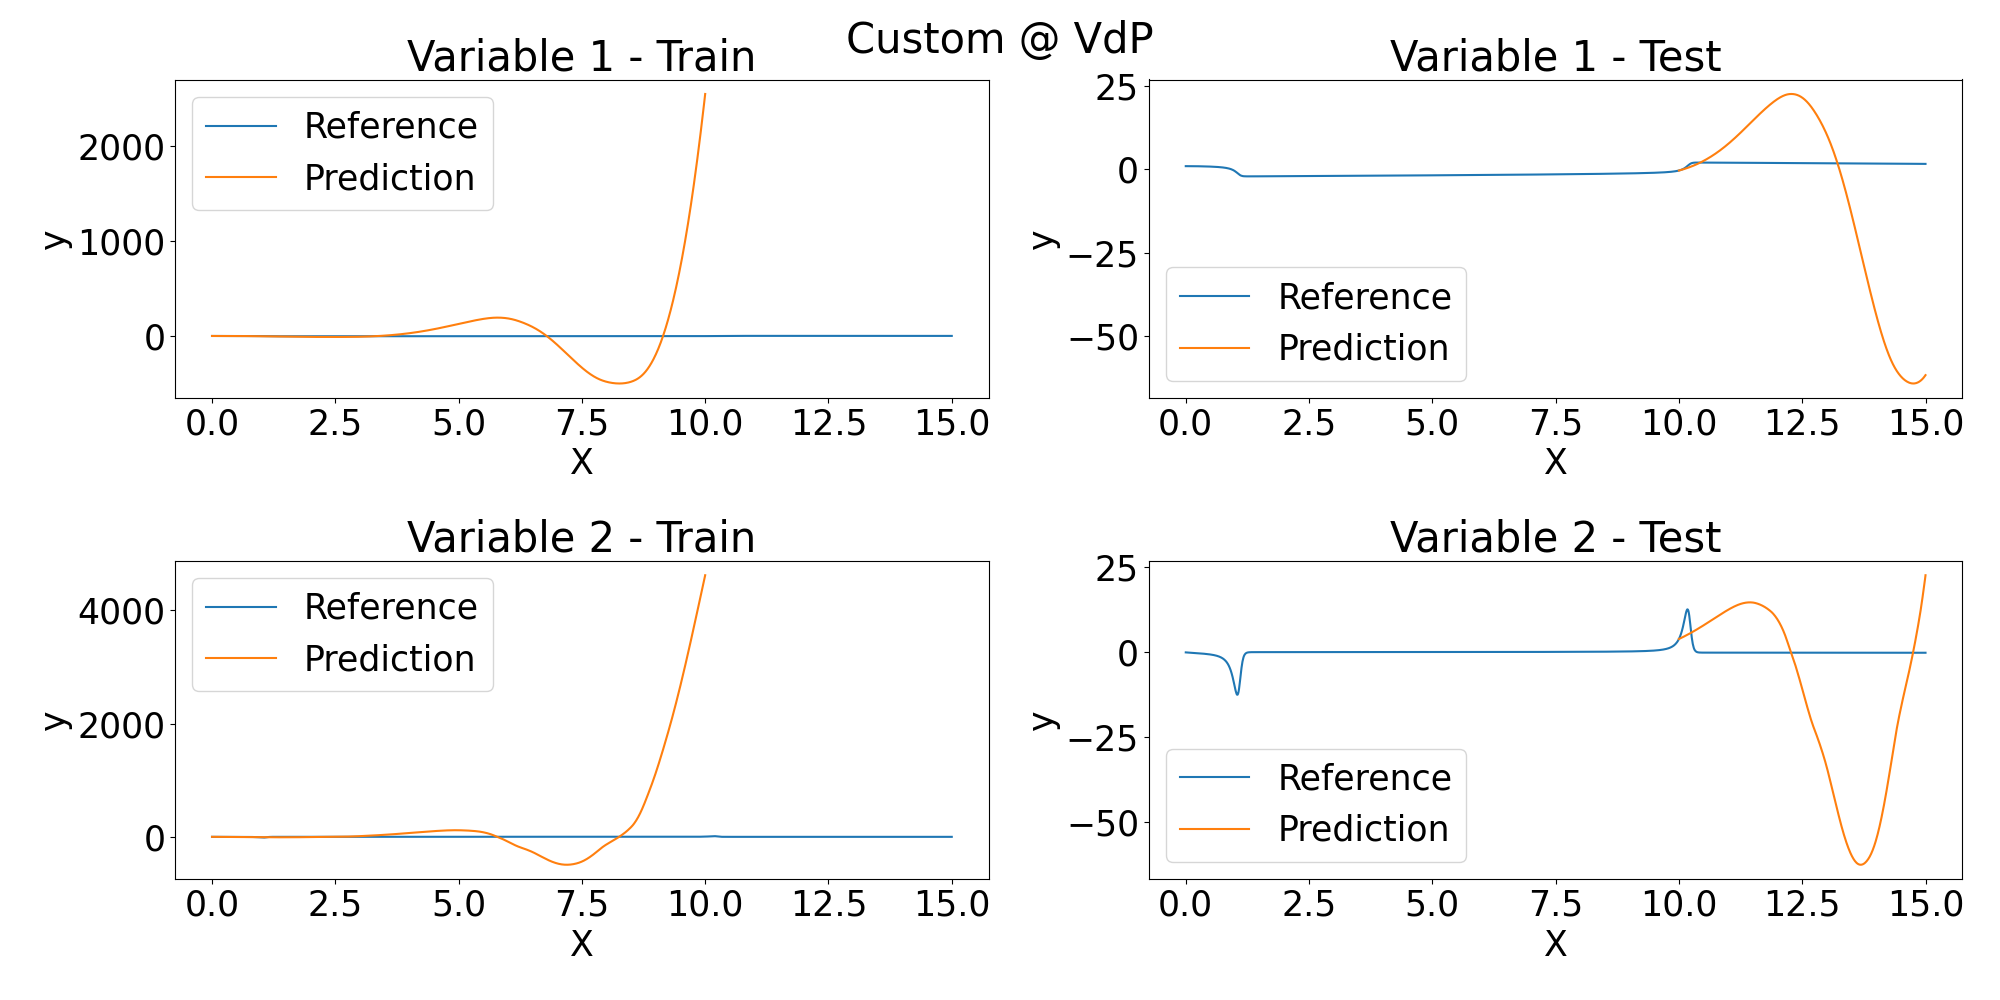 Custom @ VdP
Variable 1 - Train
Reference
Prediction
2000
1000
0
y
0.0 2.5 5.0 7.5 10.0 12.5 15.0
X
Variable 1 - Test
25
0
−25
−50
y
Reference
Prediction
0.0 2.5 5.0 7.5 10.0 12.5 15.0
X
Variable 2 - Train
Reference
Prediction
4000
2000
0
y
0.0 2.5 5.0 7.5 10.0 12.5 15.0
X
Variable 2 - Test
25
0
−25
−50
y
Reference
Prediction
0.0 2.5 5.0 7.5 10.0 12.5 15.0
X